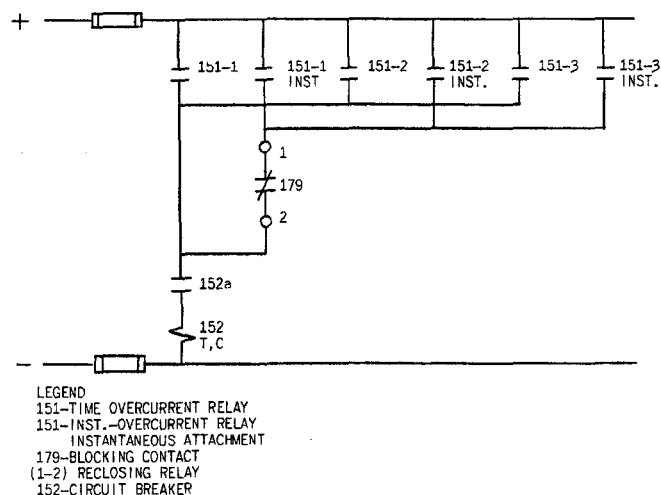 +
151-1
151-1
INST
151-2
151-2
INST.
151-3
151-3
INST.
1
179
2
152a
152
T,C
-
LEGEND
151-TIME OVERCURRENT RELAY
151-INST.-OVERCURRENT RELAY
INSTANTANEOUS ATTACHMENT
179-BLOCKING CONTACT
(1-2) RECLOSING RELAY
152-CIRCUIT BREAKER